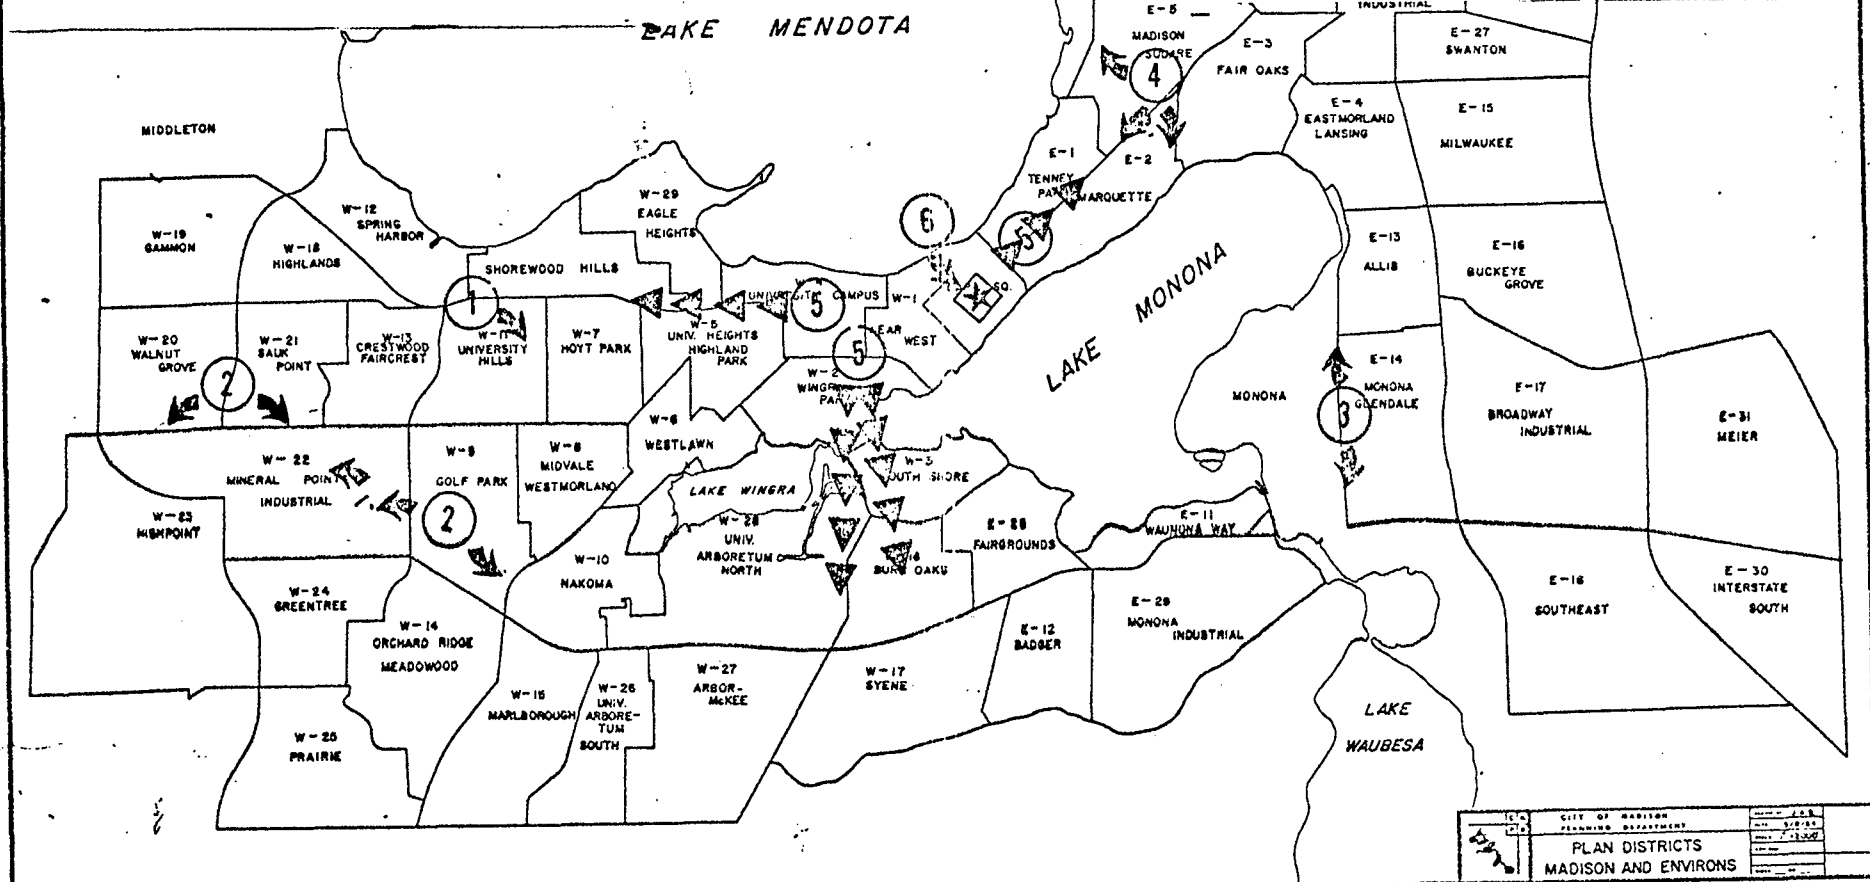 LAKE MENDOTA
E-5
MADISON
SQUARE
INDUSTRIAL
E-3
FAIR OAKS
E-27
SWANTON
4
E-4
EASTMORLAND
LANSING
E-15
MILWAUKEE
MIDDLETON
E-1
TENNEY
PARK
E-2
MARQUETTE
W-29
EAGLE
HEIGHTS
W-12
SPRING
HARBOR
W-19
GAMMON
W-18
HIGHLANDS
6
5
SHOREWOOD HILLS
E-13
ALLIS
E-16
BUCKEYE
GROVE
LAKE MONONA
UNIVERSITY CAMPUS
W-1
SQ.
1
5
W-20
WALNUT
GROVE
W-21
SAUK
POINT
W-13
CRESTWOOD
FAIRCREST
W-11
UNIVERSITY
HILLS
W-7
HOYT PARK
W-5
UNIV. HEIGHTS
HIGHLAND
PARK
WEST
5
2
W-2
MONONA
E-14
MONONA
GLENDALE
3
E-17
BROADWAY
INDUSTRIAL
E-31
MEIER
W-6
WESTLAWN
W-22
MINERAL POINT
INDUSTRIAL
W-9
GOLF PARK
W-8
MIDVALE
WESTMORLAND
LAKE WINGRA
W-3
SOUTH SHORE
W-23
HIGHPOINT
2
W-28
UNIV.
ARBORETUM
NORTH
E-28
FAIRGROUNDS
E-11
WAUNONA WAY
BURR OAKS
W-10
NAKOMA
W-24
GREENTREE
W-14
ORCHARD RIDGE
MEADOWOOD
E-12
BADGER
E-29
MONONA
INDUSTRIAL
E-18
SOUTHEAST
E-30
INTERSTATE
SOUTH
W-15
MARLBOROUGH
W-26
UNIV.
ARBORE-
TUM
SOUTH
W-27
ARBOR-
McKEE
W-17
SYENE
W-25
PRAIRIE
LAKE
WAUBESA
CITY OF MADISON
PLANNING DEPARTMENT
PLAN DISTRICTS
MADISON AND ENVIRONS